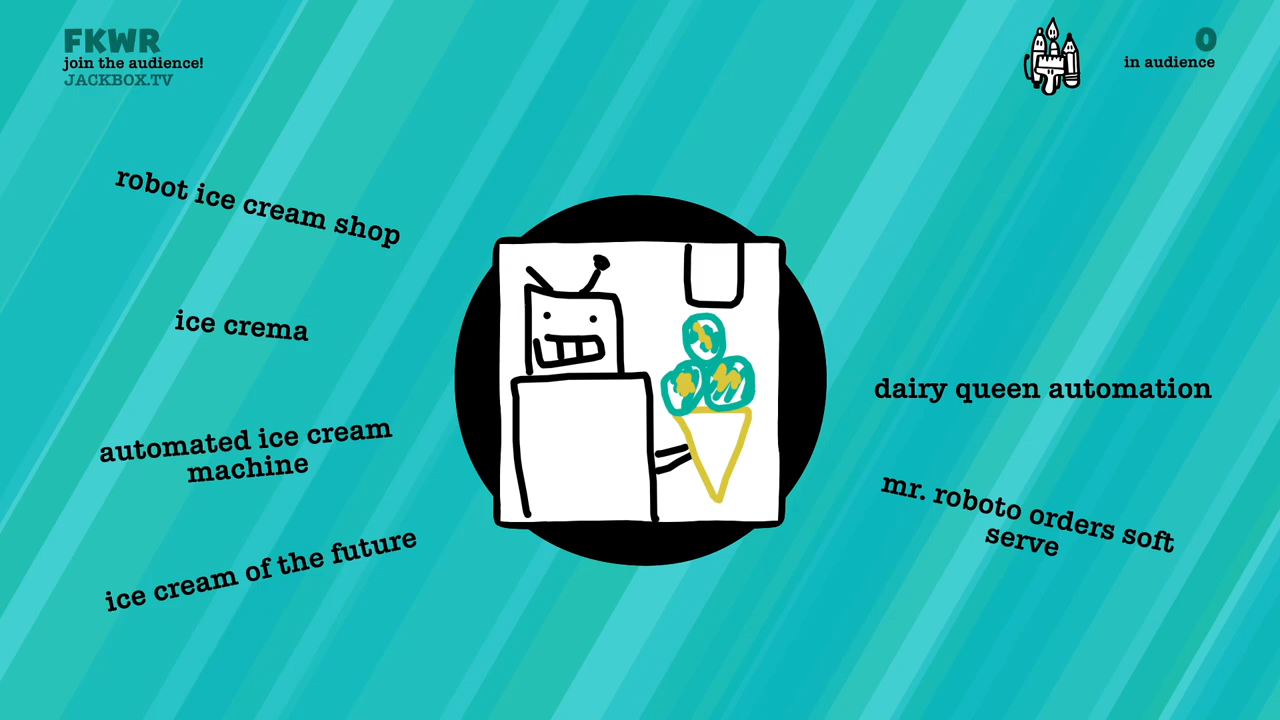 FKWR
join the audience!
JACKBOX.TV
0
in audience
robot ice cream shop
ice crema
automated ice cream
machine
ice cream of the future
dairy queen automation
mr. roboto orders soft
serve